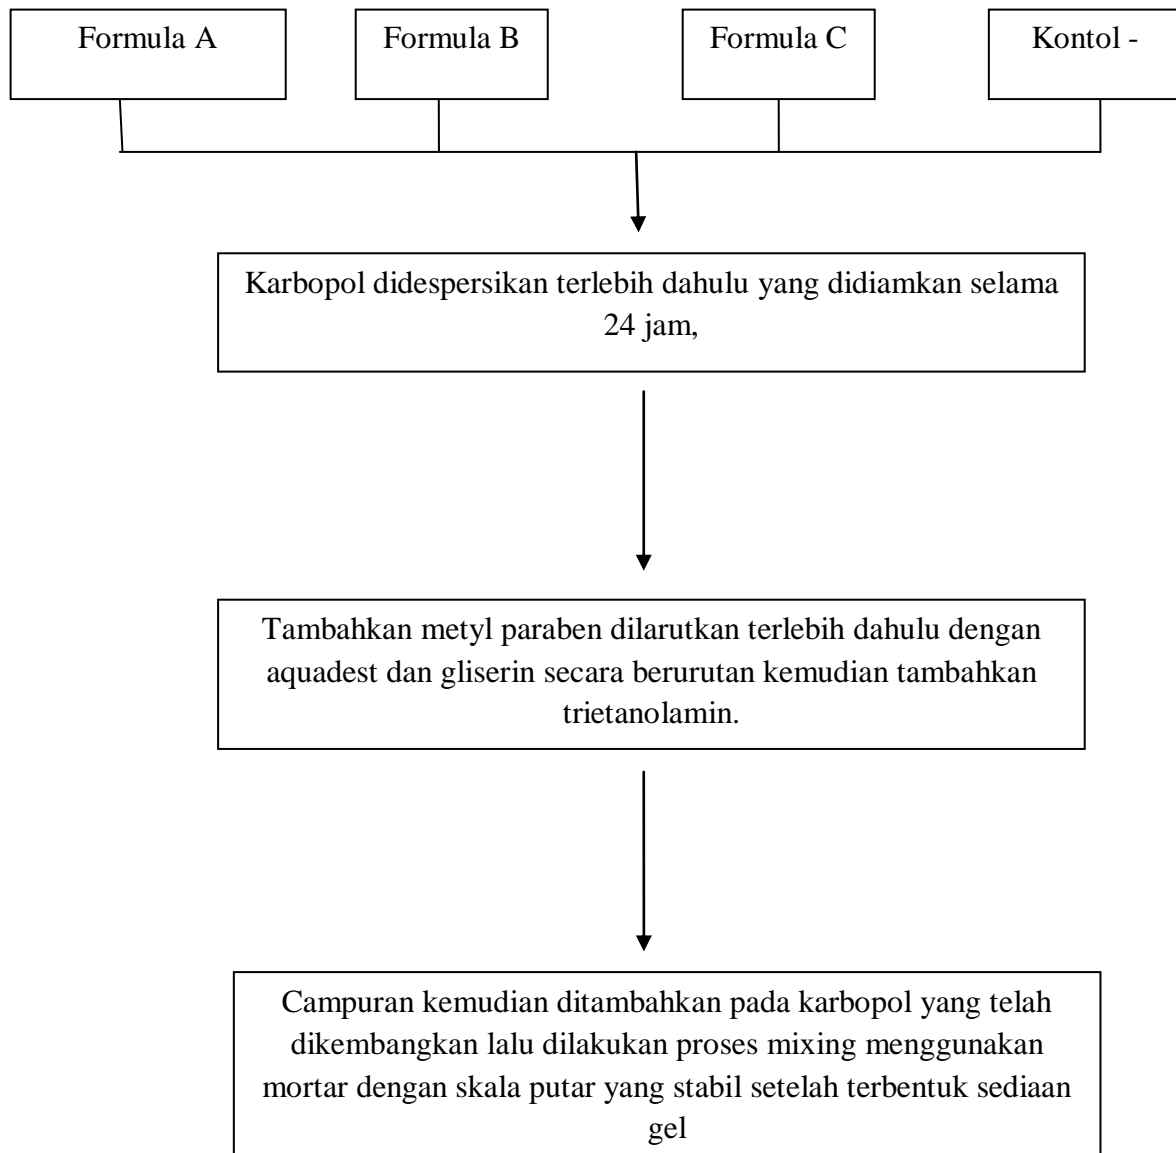 Formula A
Formula B
Formula C
Kontol -
Karbopol didespersikan terlebih dahulu yang didiamkan selama
24 jam,
Tambahkan metyl paraben dilarutkan terlebih dahulu dengan
aquadest dan gliserin secara berurutan kemudian tambahkan
trietanolamin.
Campuran kemudian ditambahkan pada karbopol yang telah
dikembangkan lalu dilakukan proses mixing menggunakan
mortar dengan skala putar yang stabil setelah terbentuk sediaan
gel